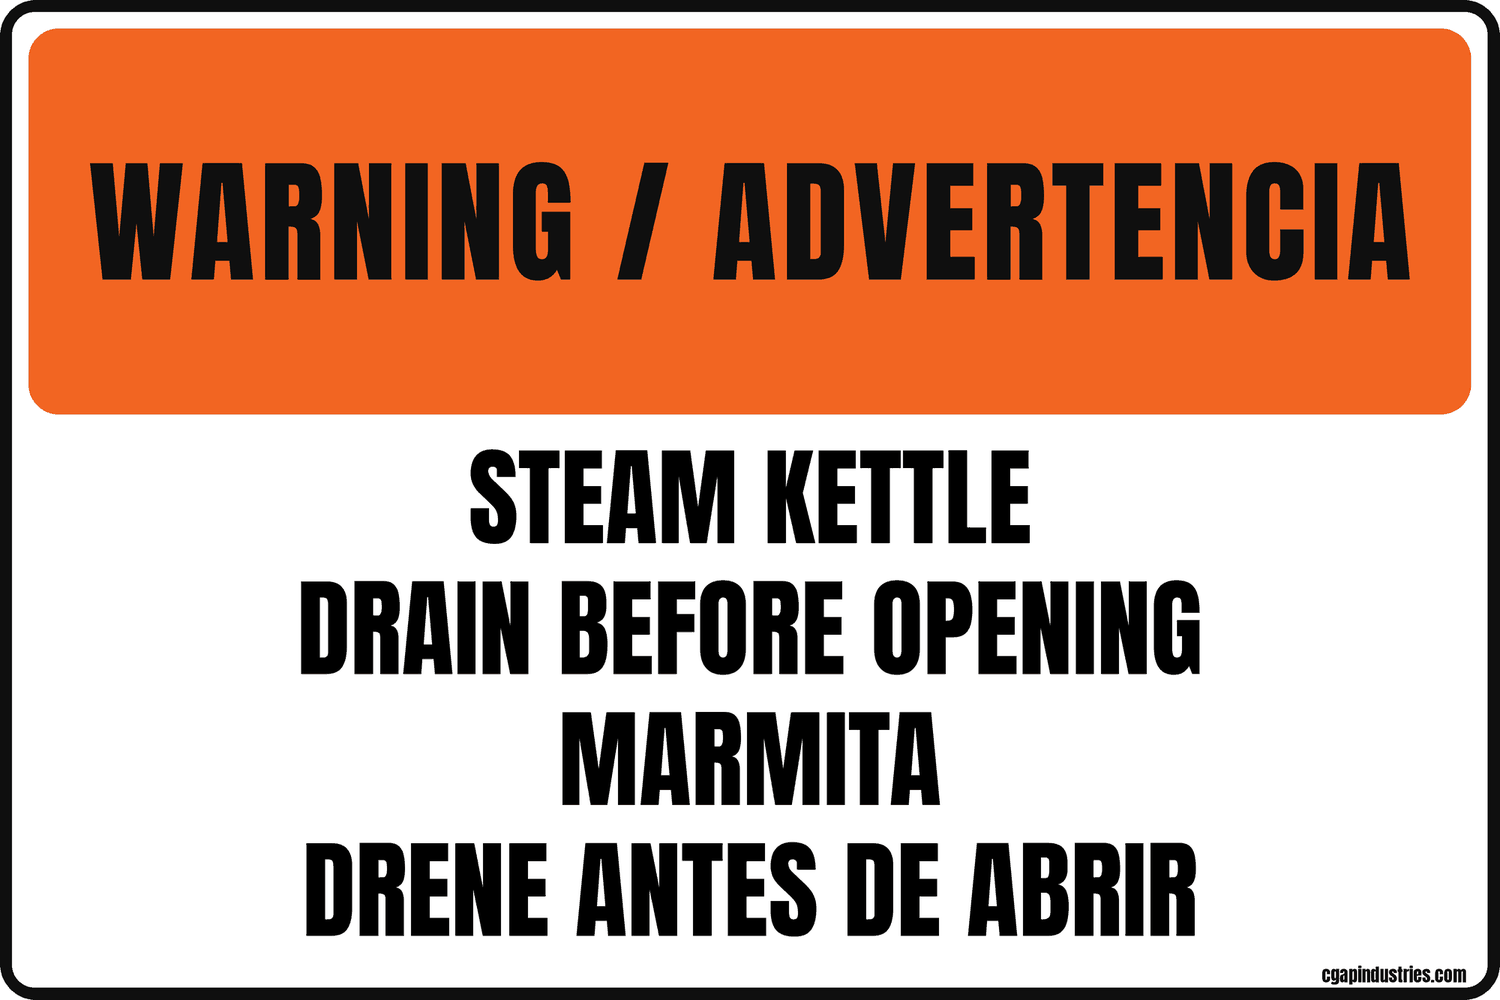 WARNING / ADVERTENCIA
STEAM KETTLE
DRAIN BEFORE OPENING
MARMITA
DRENE ANTES DE ABRIR
cgapindustries.com